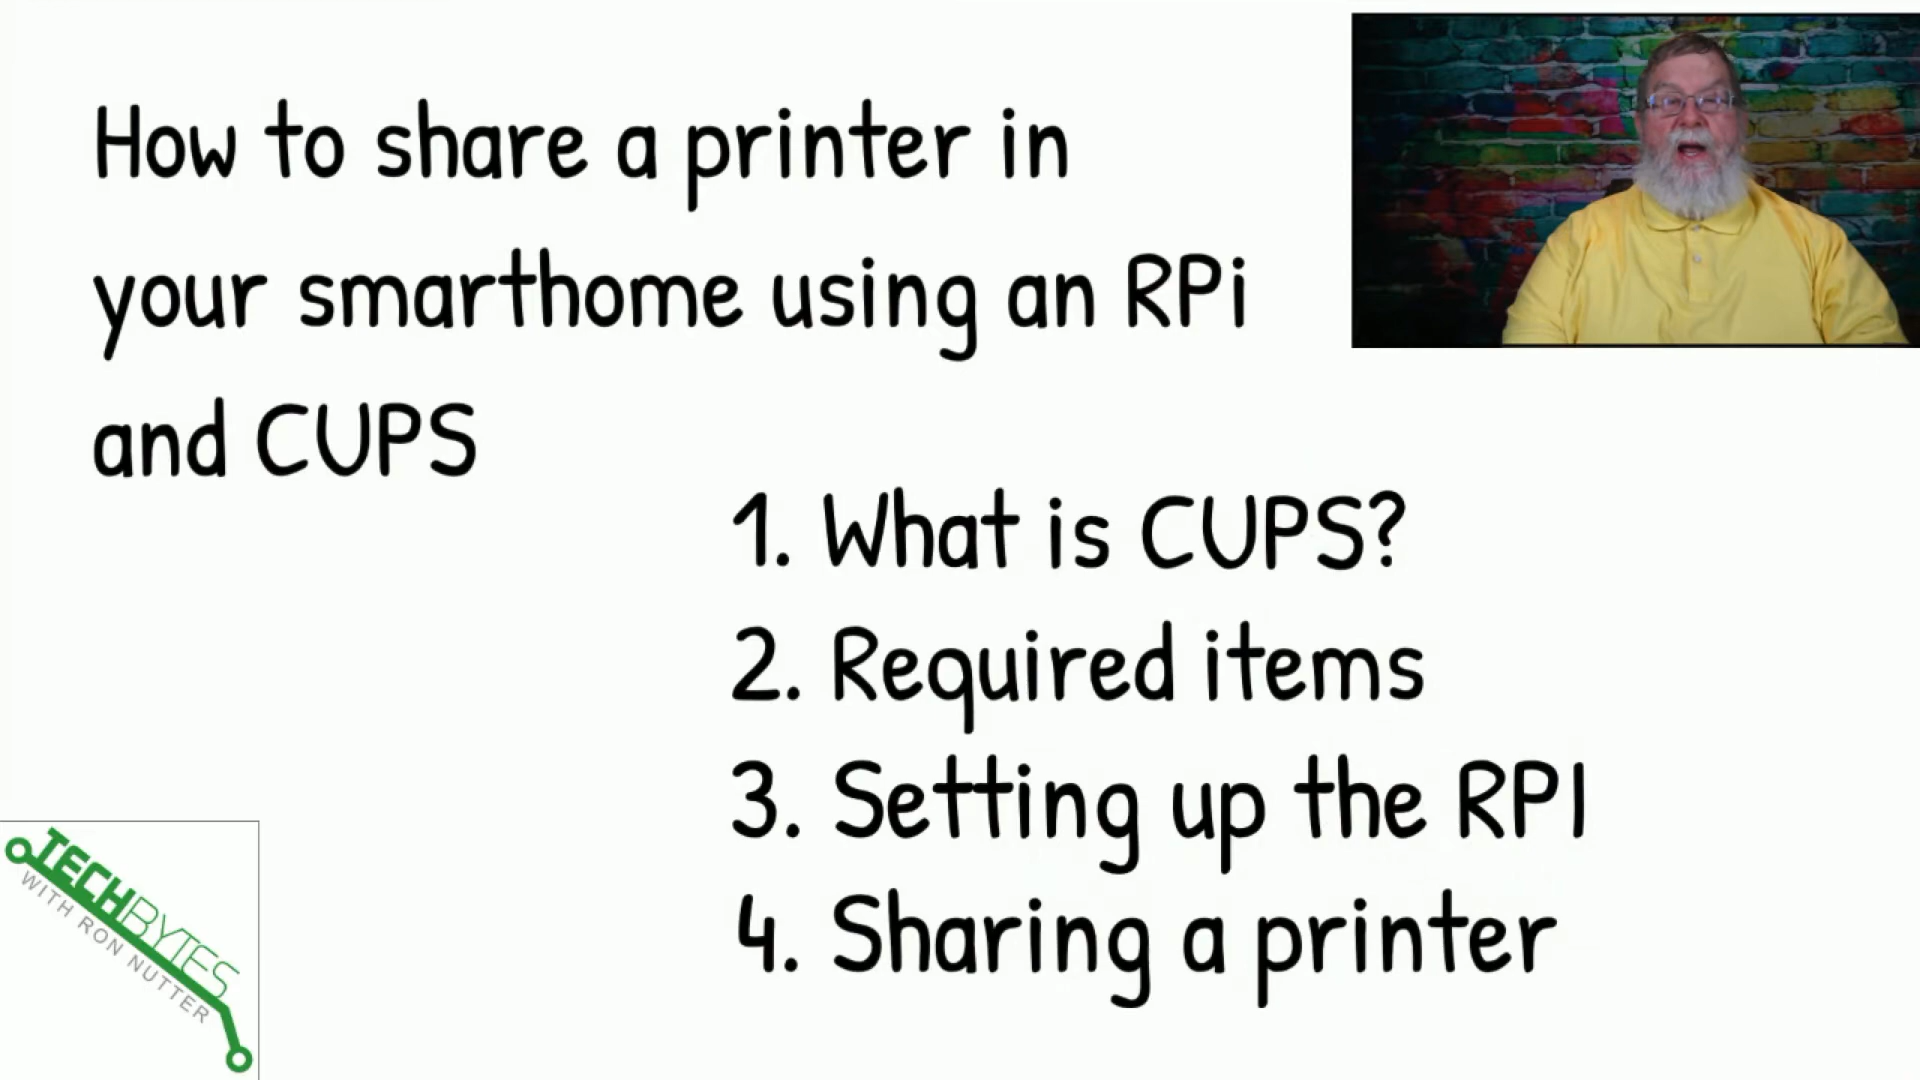 How to share a printer in
your smarthome using an RPi
and CUPS
1. What is CUPS?
2. Required items
3. Setting up the RPI
4. Sharing a printer
TECHBYTES
WITH RON NUTTER